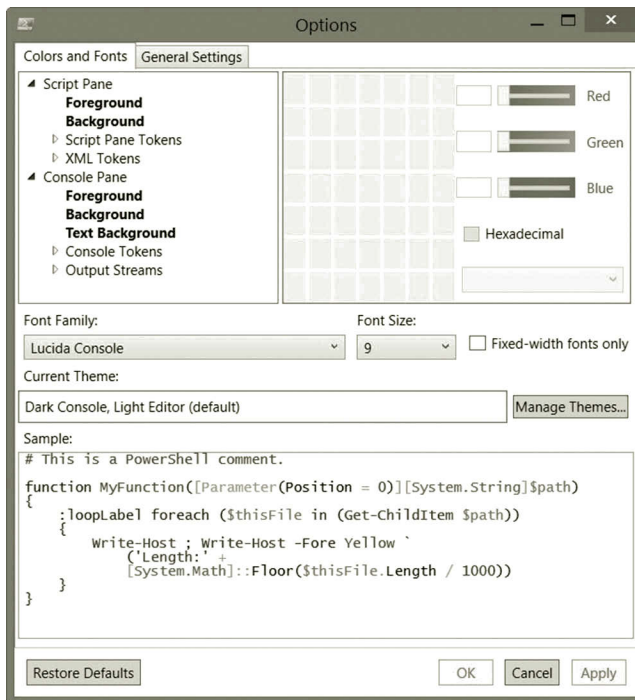 Options
Colors and Fonts General Settings
Script Pane
Foreground
Background
Script Pane Tokens
XML Tokens
Console Pane
Foreground
Background
Text Background
Console Tokens
Output Streams
Red
Green
Blue
Hexadecimal
Font Family: Font Size:
Lucida Console 9 Fixed-width fonts only
Current Theme:
Dark Console, Light Editor (default) Manage Themes...
Sample:
# This is a PowerShell comment.
function MyFunction([Parameter(Position = 0)][System.String]$path)
{
    :loopLabel foreach ($thisFile in (Get-ChildItem $path))
    {
        Write-Host ; Write-Host -Fore Yellow `
            ('Length:' +
            [System.Math]::Floor($thisFile.Length / 1000))
    }
}
Restore Defaults OK Cancel Apply